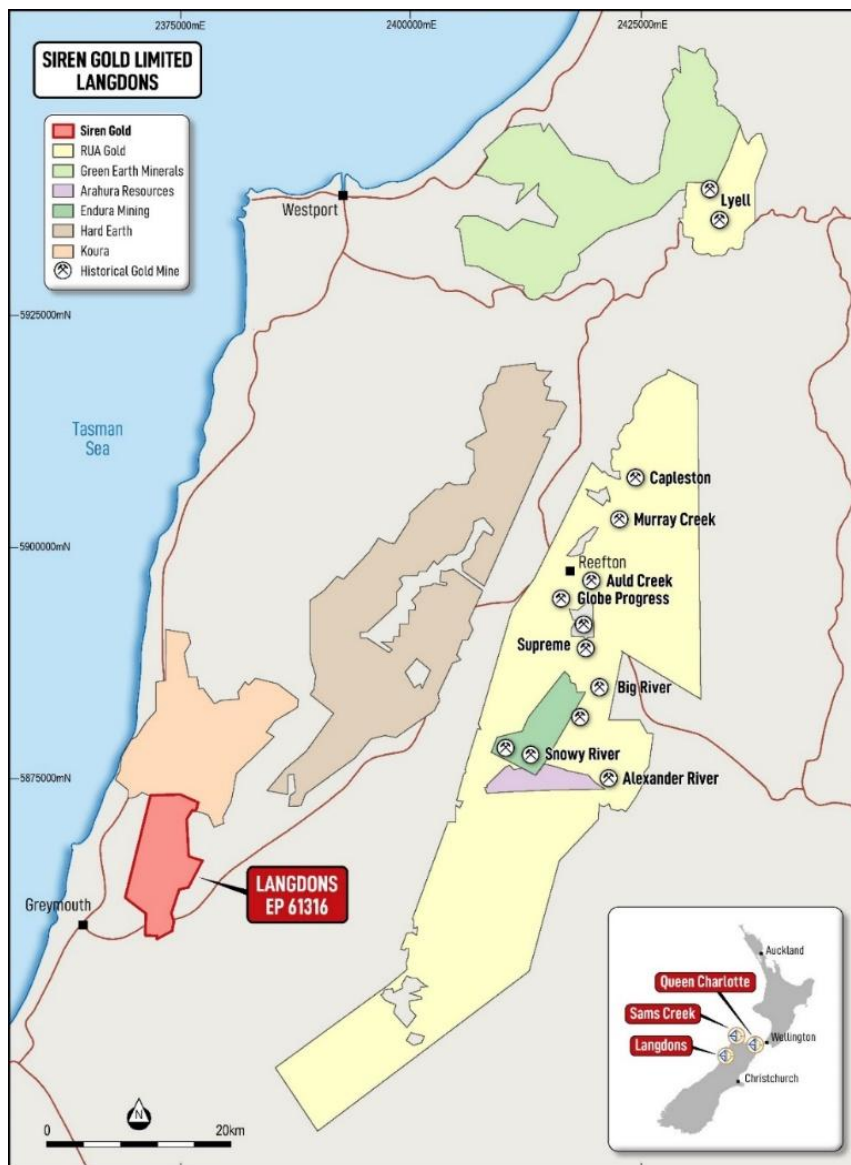 2375000mE
2400000mE
2425000mE
SIREN GOLD LIMITED
LANGDONS
Siren Gold
RUA Gold
Green Earth Minerals
Arahura Resources
Endura Mining
Hard Earth
Koura
Historical Gold Mine
Westport
Lyell
5925000mN
Tasman
Sea
Capleston
Murray Creek
5900000mN
Reefton
Auld Creek
Globe Progress
Supreme
Big River
Snowy River
5875000mN
Alexander River
LANGDONS
EP 61316
Greymouth
Auckland
Queen Charlotte
Sams Creek
Wellington
Langdons
Christchurch
N
0
20km